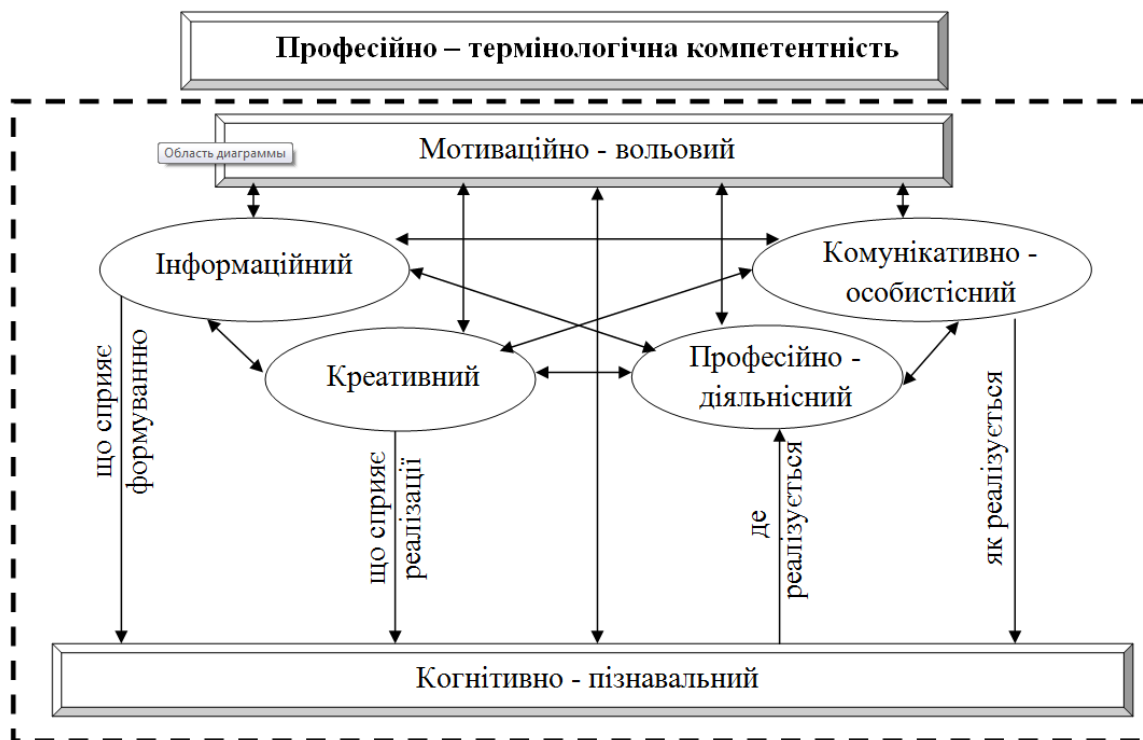 Професійно – термінологічна компетентність
Мотиваційно - вольовий
Область диаграммы
Інформаційний
Комунікативно -
особистісний
Креативний
Професійно -
діяльнісний
що сприяє
формуванню
що сприяє
реалізації
де
реалізується
як реалізується
Когнітивно - пізнавальний